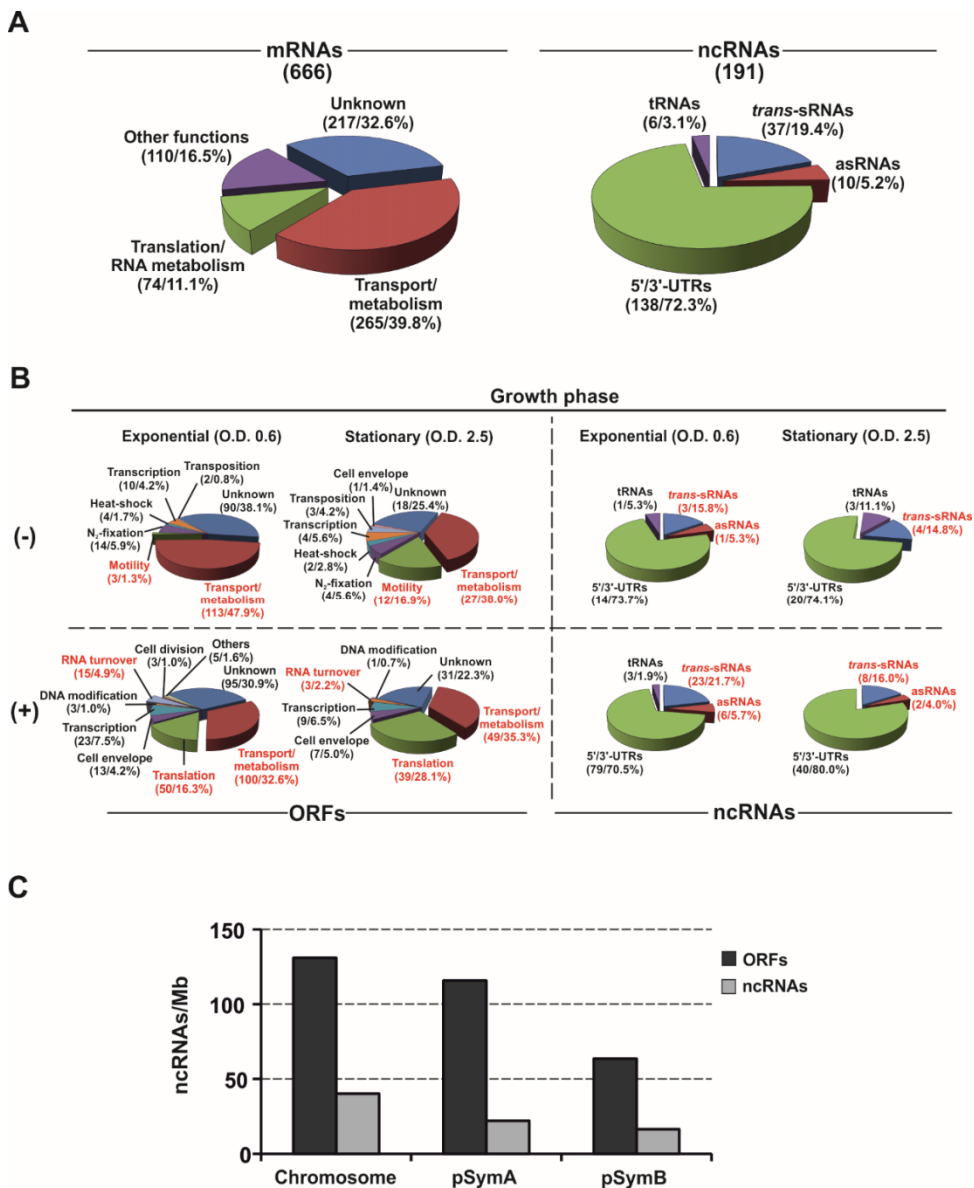 A
mRNAs
(666)
Unknown
(217/32.6%)
Other functions
(110/16.5%)
Translation/
RNA metabolism
(74/11.1%)
Transport/
metabolism
(265/39.8%)
ncRNAs
(191)
tRNAs
(6/3.1%)
trans-sRNAs
(37/19.4%)
asRNAs
(10/5.2%)
5'/3'-UTRs
(138/72.3%)
B
Growth phase
Exponential (O.D. 0.6)
Stationary (O.D. 2.5)
Exponential (O.D. 0.6)
Stationary (O.D. 2.5)
(-)
Transposition
(2/0.8%)
Transcription
(10/4.2%)
Unknown
(90/38.1%)
Heat-shock
(4/1.7%)
N2-fixation
(14/5.9%)
Motility
(3/1.3%)
Transport/
metabolism
(113/47.9%)
Cell envelope
(1/1.4%)
Unknown
(18/25.4%)
Transposition
(3/4.2%)
Transcription
(4/5.6%)
Heat-shock
(2/2.8%)
N2-fixation
(4/5.6%)
Motility
(12/16.9%)
Transport/
metabolism
(27/38.0%)
tRNAs
(1/5.3%)
trans-sRNAs
(3/15.8%)
asRNAs
(1/5.3%)
5'/3'-UTRs
(14/73.7%)
tRNAs
(3/11.1%)
trans-sRNAs
(4/14.8%)
5'/3'-UTRs
(20/74.1%)
(+)
Cell division
(3/1.0%)
Others
(5/1.6%)
RNA turnover
(15/4.9%)
Unknown
(95/30.9%)
DNA modification
(3/1.0%)
Transcription
(23/7.5%)
Cell envelope
(13/4.2%)
Translation
(50/16.3%)
Transport/
metabolism
(100/32.6%)
DNA modification
(1/0.7%)
RNA turnover
(3/2.2%)
Unknown
(31/22.3%)
Transcription
(9/6.5%)
Cell envelope
(7/5.0%)
Translation
(39/28.1%)
Transport/
metabolism
(49/35.3%)
tRNAs
(3/1.9%)
trans-sRNAs
(23/21.7%)
asRNAs
(6/5.7%)
5'/3'-UTRs
(79/70.5%)
trans-sRNAs
(8/16.0%)
asRNAs
(2/4.0%)
5'/3'-UTRs
(40/80.0%)
ORFs
ncRNAs
C
ncRNAs/Mb
150
100
50
0
ORFs
ncRNAs
Chromosome
pSymA
pSymB